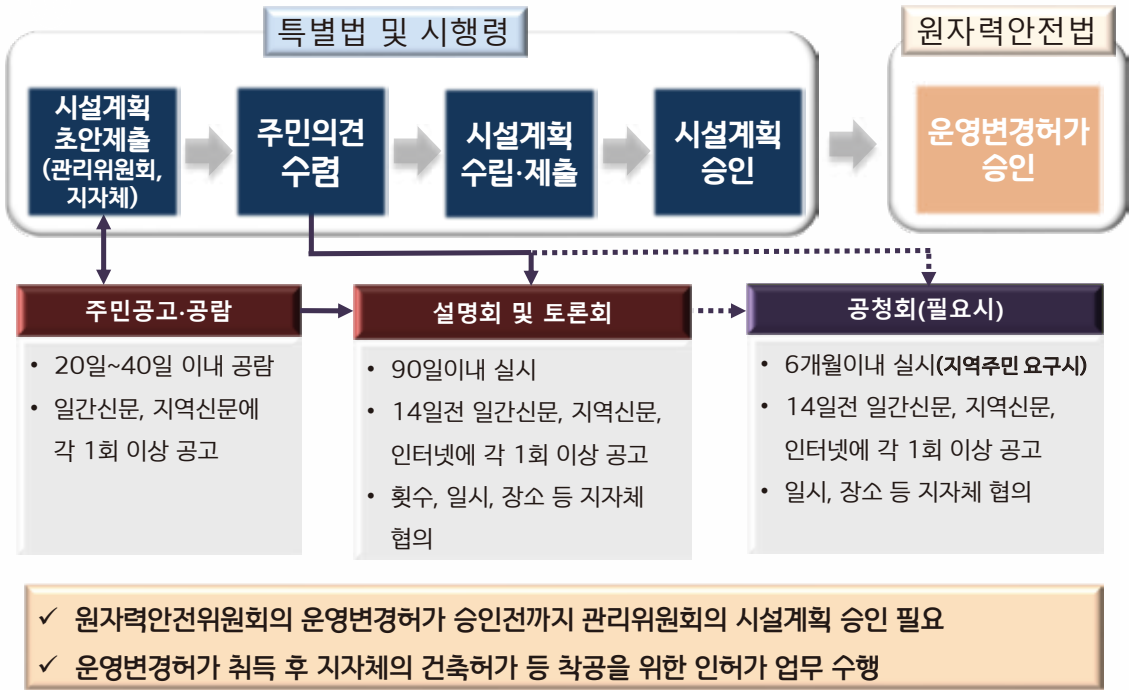 특별법 및 시행령
원자력안전법
시설계획
초안제출
(관리위원회,
지자체)
주민의견
수렴
시설계획
수립·제출
시설계획
승인
운영변경허가
승인
주민공고·공람
• 20일~40일 이내 공람
• 일간신문, 지역신문에
각 1회 이상 공고
설명회 및 토론회
• 90일이내 실시
• 14일전 일간신문, 지역신문,
인터넷에 각 1회 이상 공고
• 횟수, 일시, 장소 등 지자체
협의
공청회(필요시)
• 6개월이내 실시(지역주민 요구시)
• 14일전 일간신문, 지역신문,
인터넷에 각 1회 이상 공고
• 일시, 장소 등 지자체 협의
✓ 원자력안전위원회의 운영변경허가 승인전까지 관리위원회의 시설계획 승인 필요
✓ 운영변경허가 취득 후 지자체의 건축허가 등 착공을 위한 인허가 업무 수행